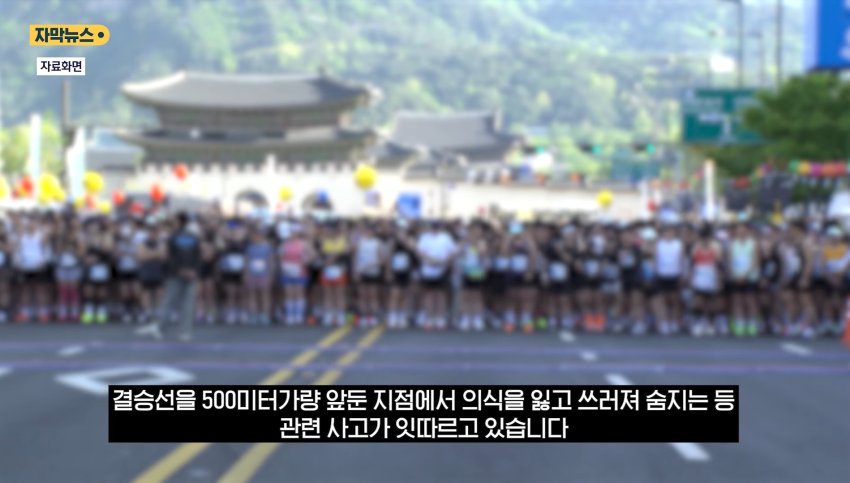 자막뉴스
자료화면
결승선을 500미터가량 앞둔 지점에서 의식을 잃고 쓰러져 숨지는 등
관련 사고가 잇따르고 있습니다